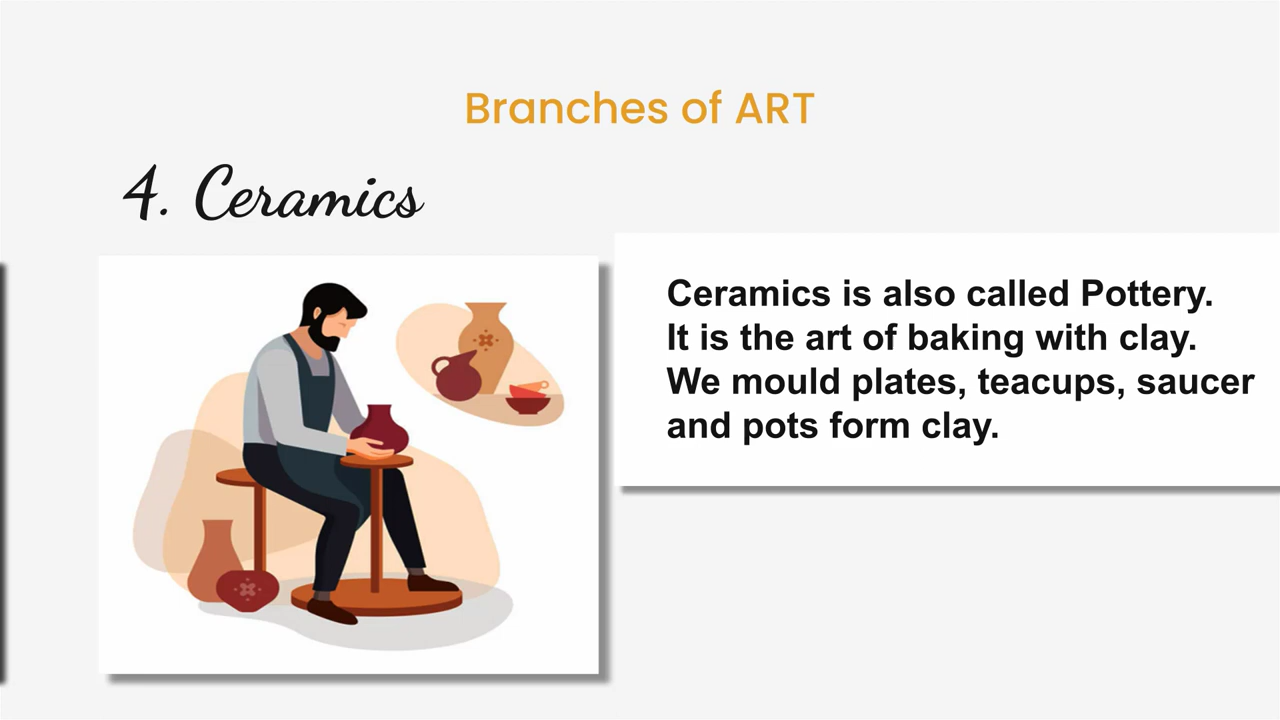 Branches of ART
4. Ceramics
Ceramics is also called Pottery.
It is the art of baking with clay.
We mould plates, teacups, saucer
and pots form clay.